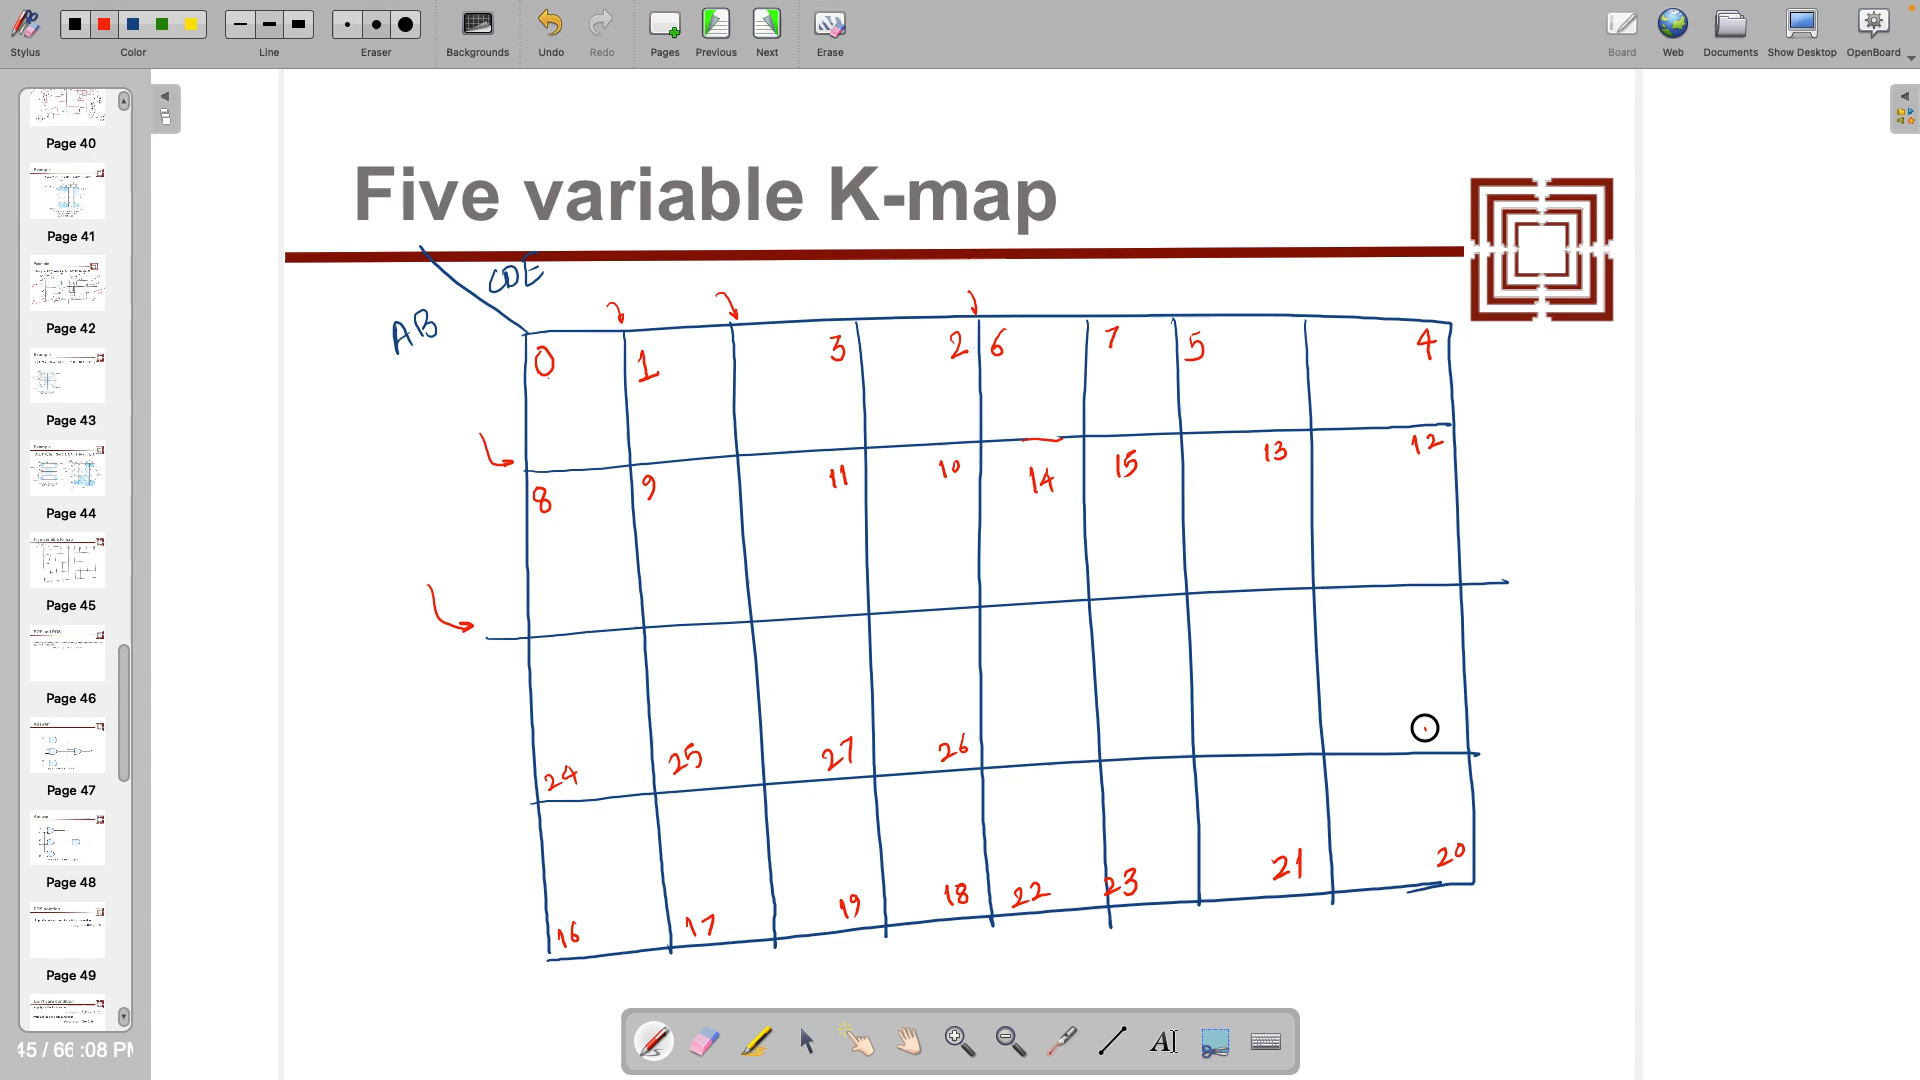 Stylus Color Line Eraser Backgrounds Undo Redo Pages Previous Next Erase Board Web Documents Show Desktop OpenBoard
Page 40
Page 41
Page 42
Page 43
Page 44
Page 45
Page 46
Page 47
Page 48
Page 49
Five variable K-map
CDE
AB
0 1 3 2 6 7 5 4
8 9 11 10 14 15 13 12
24 25 27 26
16 17 19 18 22 23 21 20